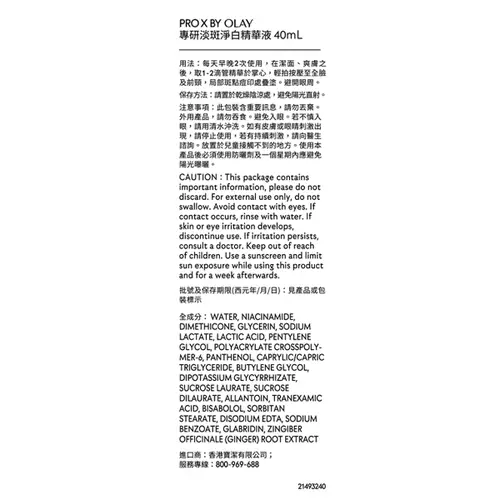 PRO X BY OLAY
專研淡斑淨白精華液 40mL
用法：每天早晚2次使用，在潔面、爽膚之
後，取1-2滴管精華於掌心，輕拍按壓至全臉
及前頸，局部斑點痘印處疊塗。避開眼周。
保存方法：請置於乾燥陰涼處，避免陽光直射。
注意事項：此包裝含重要訊息，請勿丟棄。
外用產品，請勿吞食。避免入眼。若不慎入
眼，請用清水沖洗。如有皮膚或眼睛刺激出
現，請停止使用，若有持續刺激，請向醫生
諮詢。放置於兒童接觸不到的地方。使用本
產品後必須使用防曬劑及一個星期內應避免
陽光曝曬。
CAUTION：This package contains
important information, please do not
discard. For external use only, do not
swallow. Avoid contact with eyes. If
contact occurs, rinse with water. If
skin or eye irritation develops,
discontinue use. If irritation persists,
consult a doctor. Keep out of reach
of children. Use a sunscreen and limit
sun exposure while using this product
and for a week afterwards.
批號及保存期限(西元年/月/日)：見產品或包
裝標示
全成分： WATER, NIACINAMIDE,
DIMETHICONE, GLYCERIN, SODIUM
LACTATE, LACTIC ACID, PENTYLENE
GLYCOL, POLYACRYLATE CROSSPOLY-
MER-6, PANTHENOL, CAPRYLIC/CAPRIC
TRIGLYCERIDE, BUTYLENE GLYCOL,
DIPOTASSIUM GLYCYRRHIZATE,
SUCROSE LAURATE, SUCROSE
DILAURATE, ALLANTOIN, TRANEXAMIC
ACID, BISABOLOL, SORBITAN
STEARATE, DISODIUM EDTA, SODIUM
BENZOATE, GLABRIDIN, ZINGIBER
OFFICINALE (GINGER) ROOT EXTRACT
進口商：香港寶潔有限公司；
服務專線：800-969-688
21493240